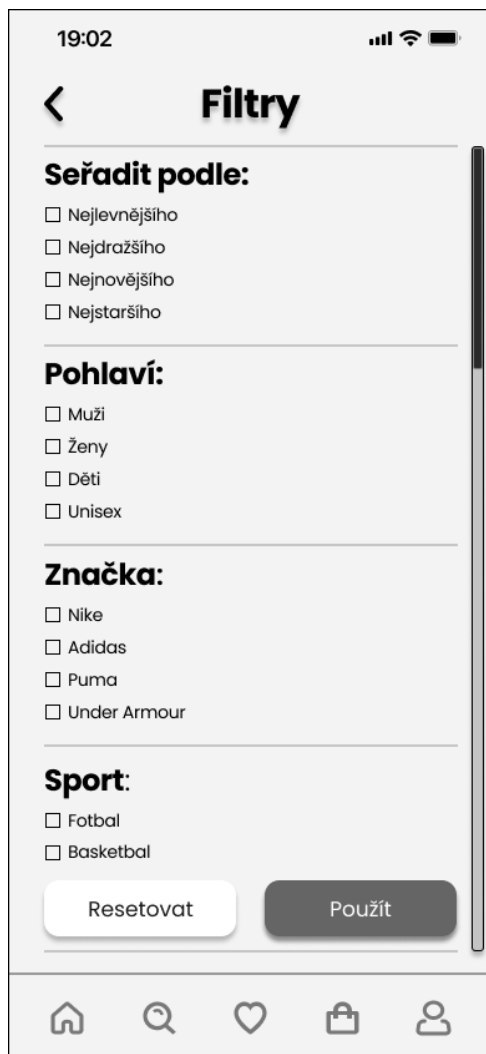 19:02
Filtry
Seřadit podle:
Nejlevnějšího
Nejdražšího
Nejnovějšího
Nejstaršího
Pohlaví:
Muži
Ženy
Děti
Unisex
Značka:
Nike
Adidas
Puma
Under Armour
Sport:
Fotbal
Basketbal
Resetovat Použít